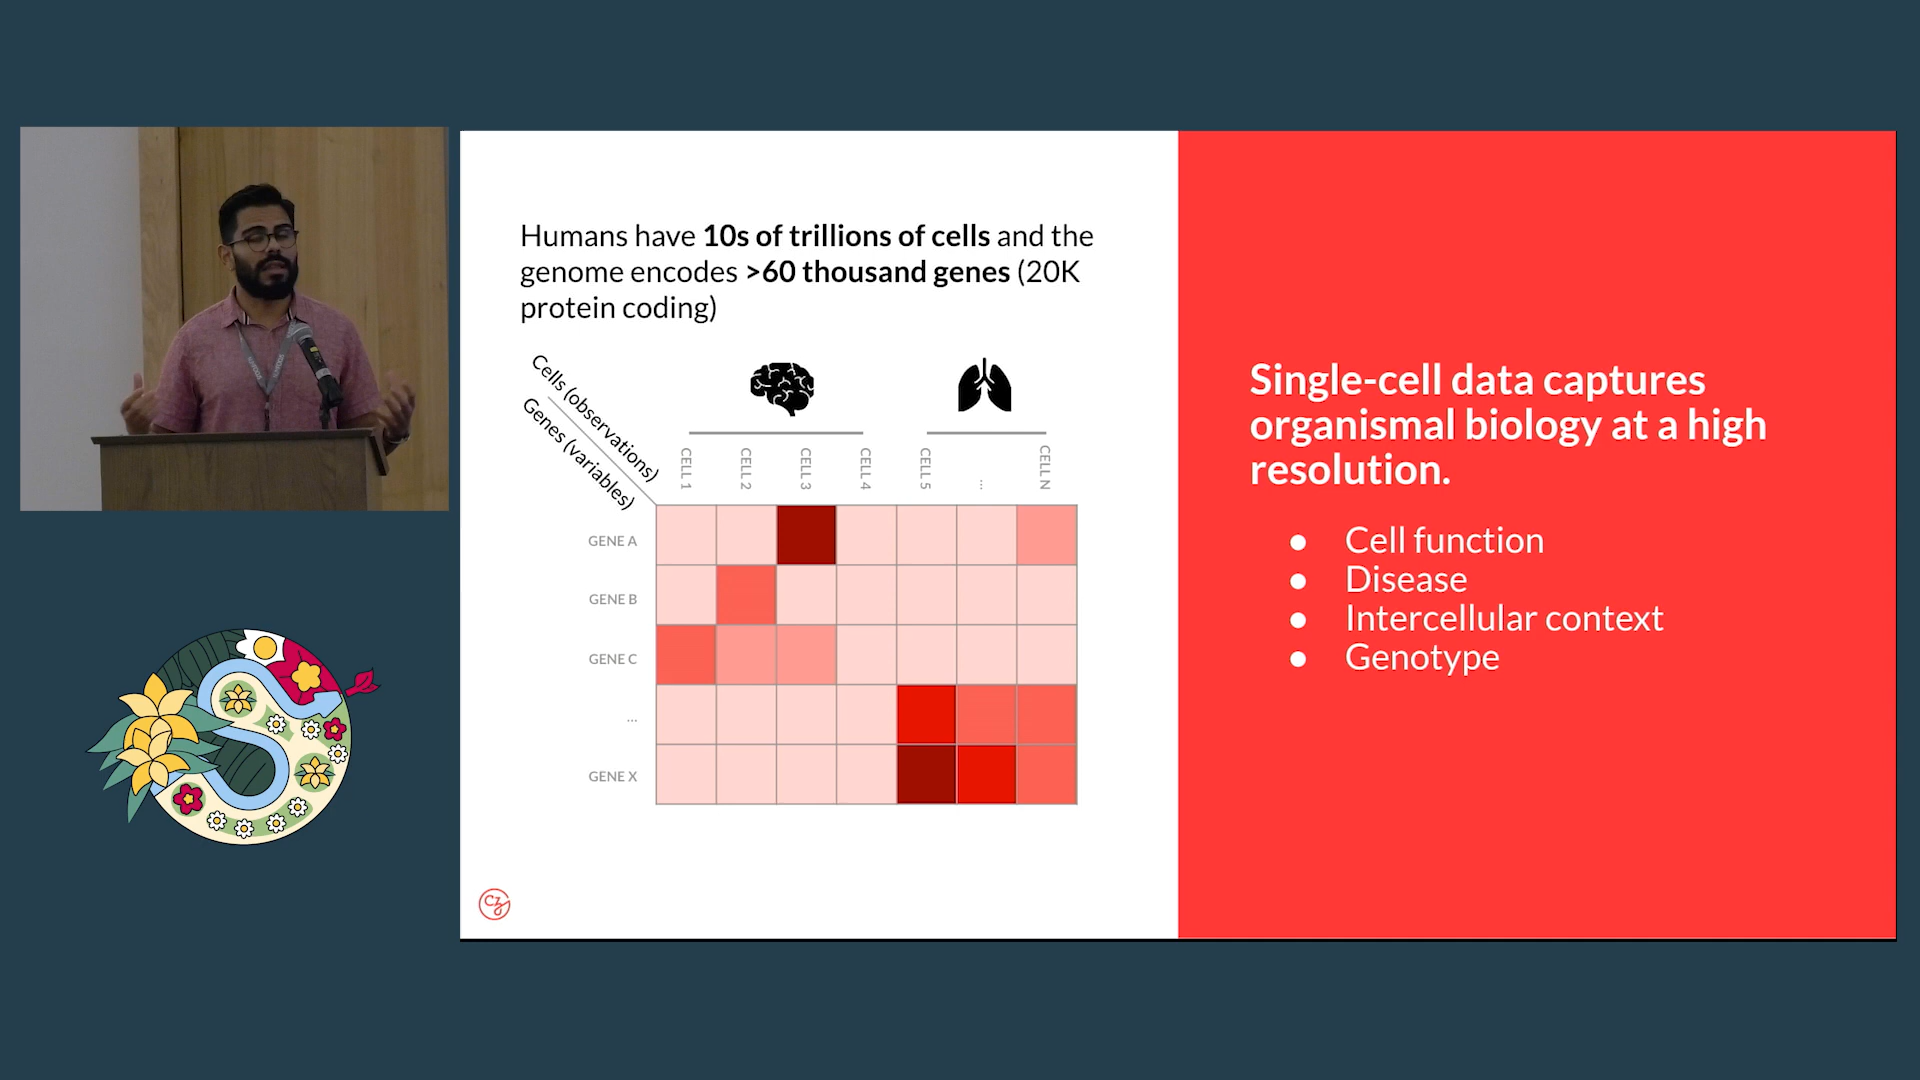 Humans have 10s of trillions of cells and the
genome encodes >60 thousand genes (20K
protein coding)
Cells (observations)
Genes (variables)
CELL 1
CELL 2
CELL 3
CELL 4
CELL 5
...
CELL N
GENE A
GENE B
GENE C
...
GENE X
CZ
Single-cell data captures
organismal biology at a high
resolution.
● Cell function
● Disease
● Intercellular context
● Genotype